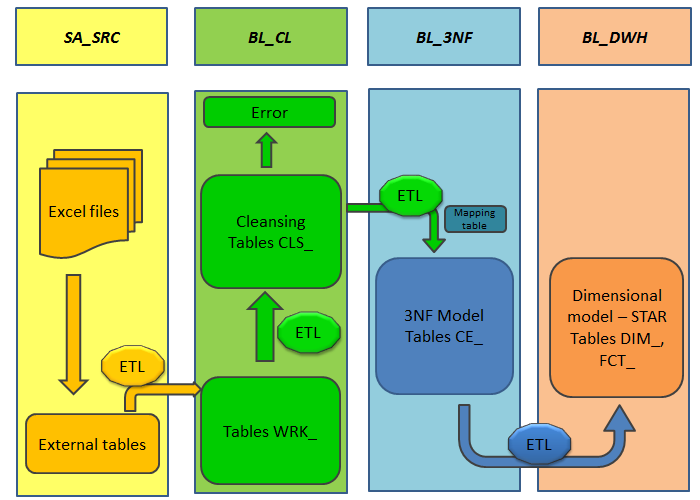 SA_SRC
BL_CL
BL_3NF
BL_DWH
Excel files
ETL
External tables
Error
Cleansing
Tables CLS_
ETL
Tables WRK_
ETL
Mapping
table
3NF Model
Tables CE_
ETL
Dimensional
model – STAR
Tables DIM_,
FCT_